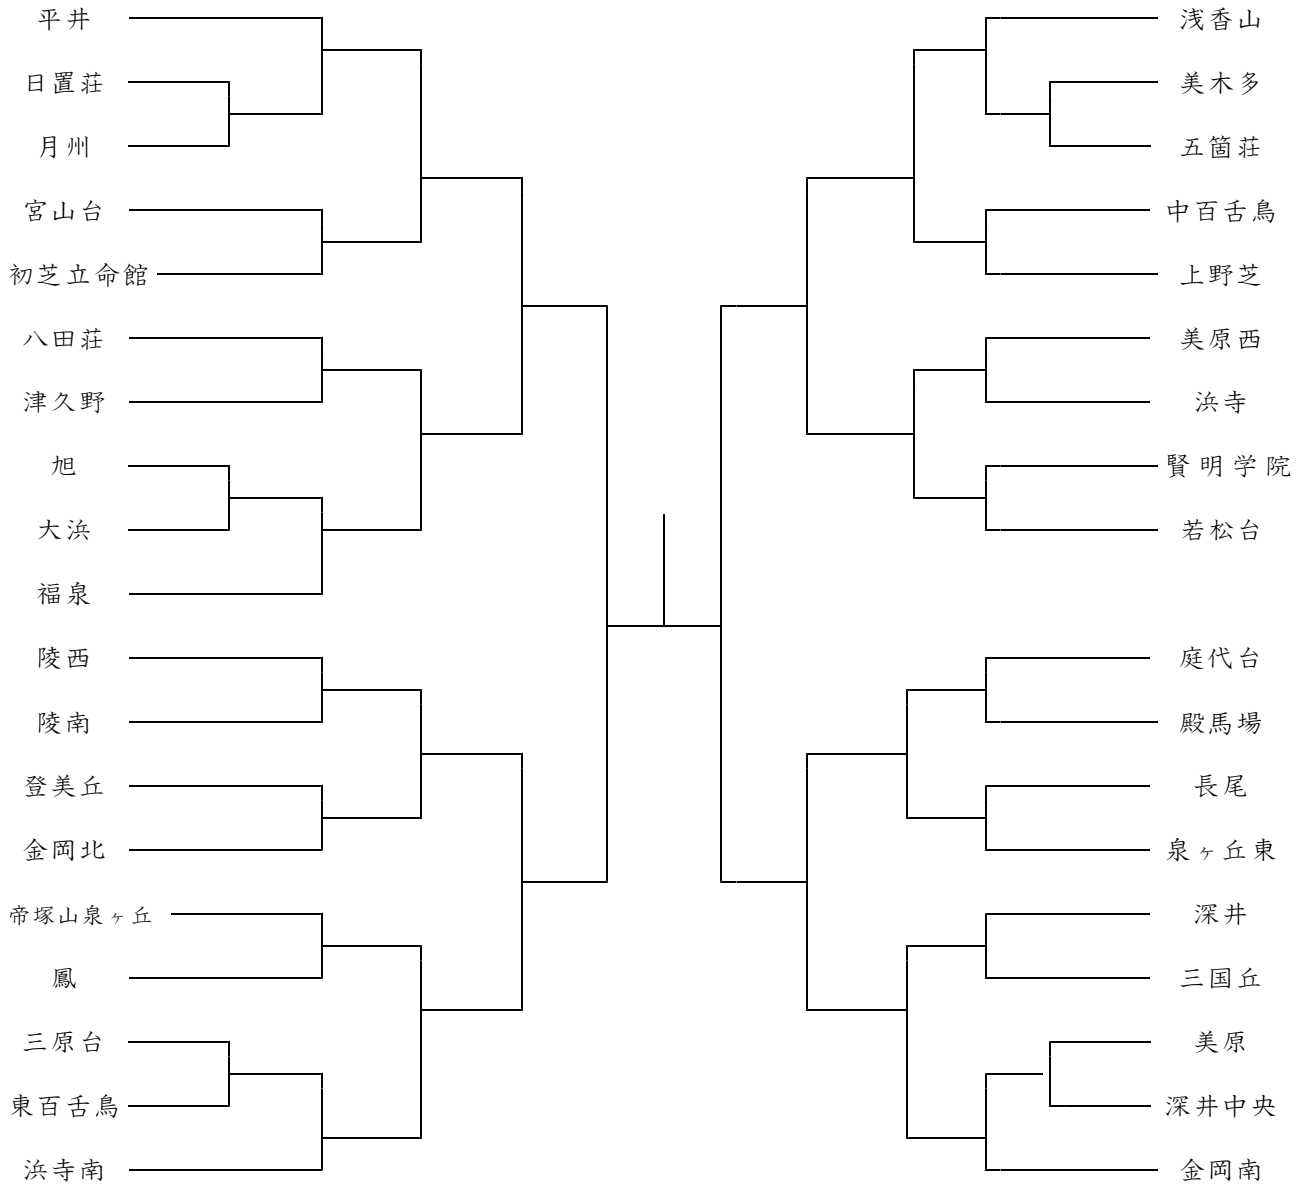 平井
日置荘
月州
宮山台
初芝立命館
八田荘
津久野
旭
大浜
福泉
陵西
陵南
登美丘
金岡北
帝塚山泉ヶ丘
鳳
三原台
東百舌鳥
浜寺南
浅香山
美木多
五箇荘
中百舌鳥
上野芝
美原西
浜寺
賢明学院
若松台
庭代台
殿馬場
長尾
泉ヶ丘東
深井
三国丘
美原
深井中央
金岡南